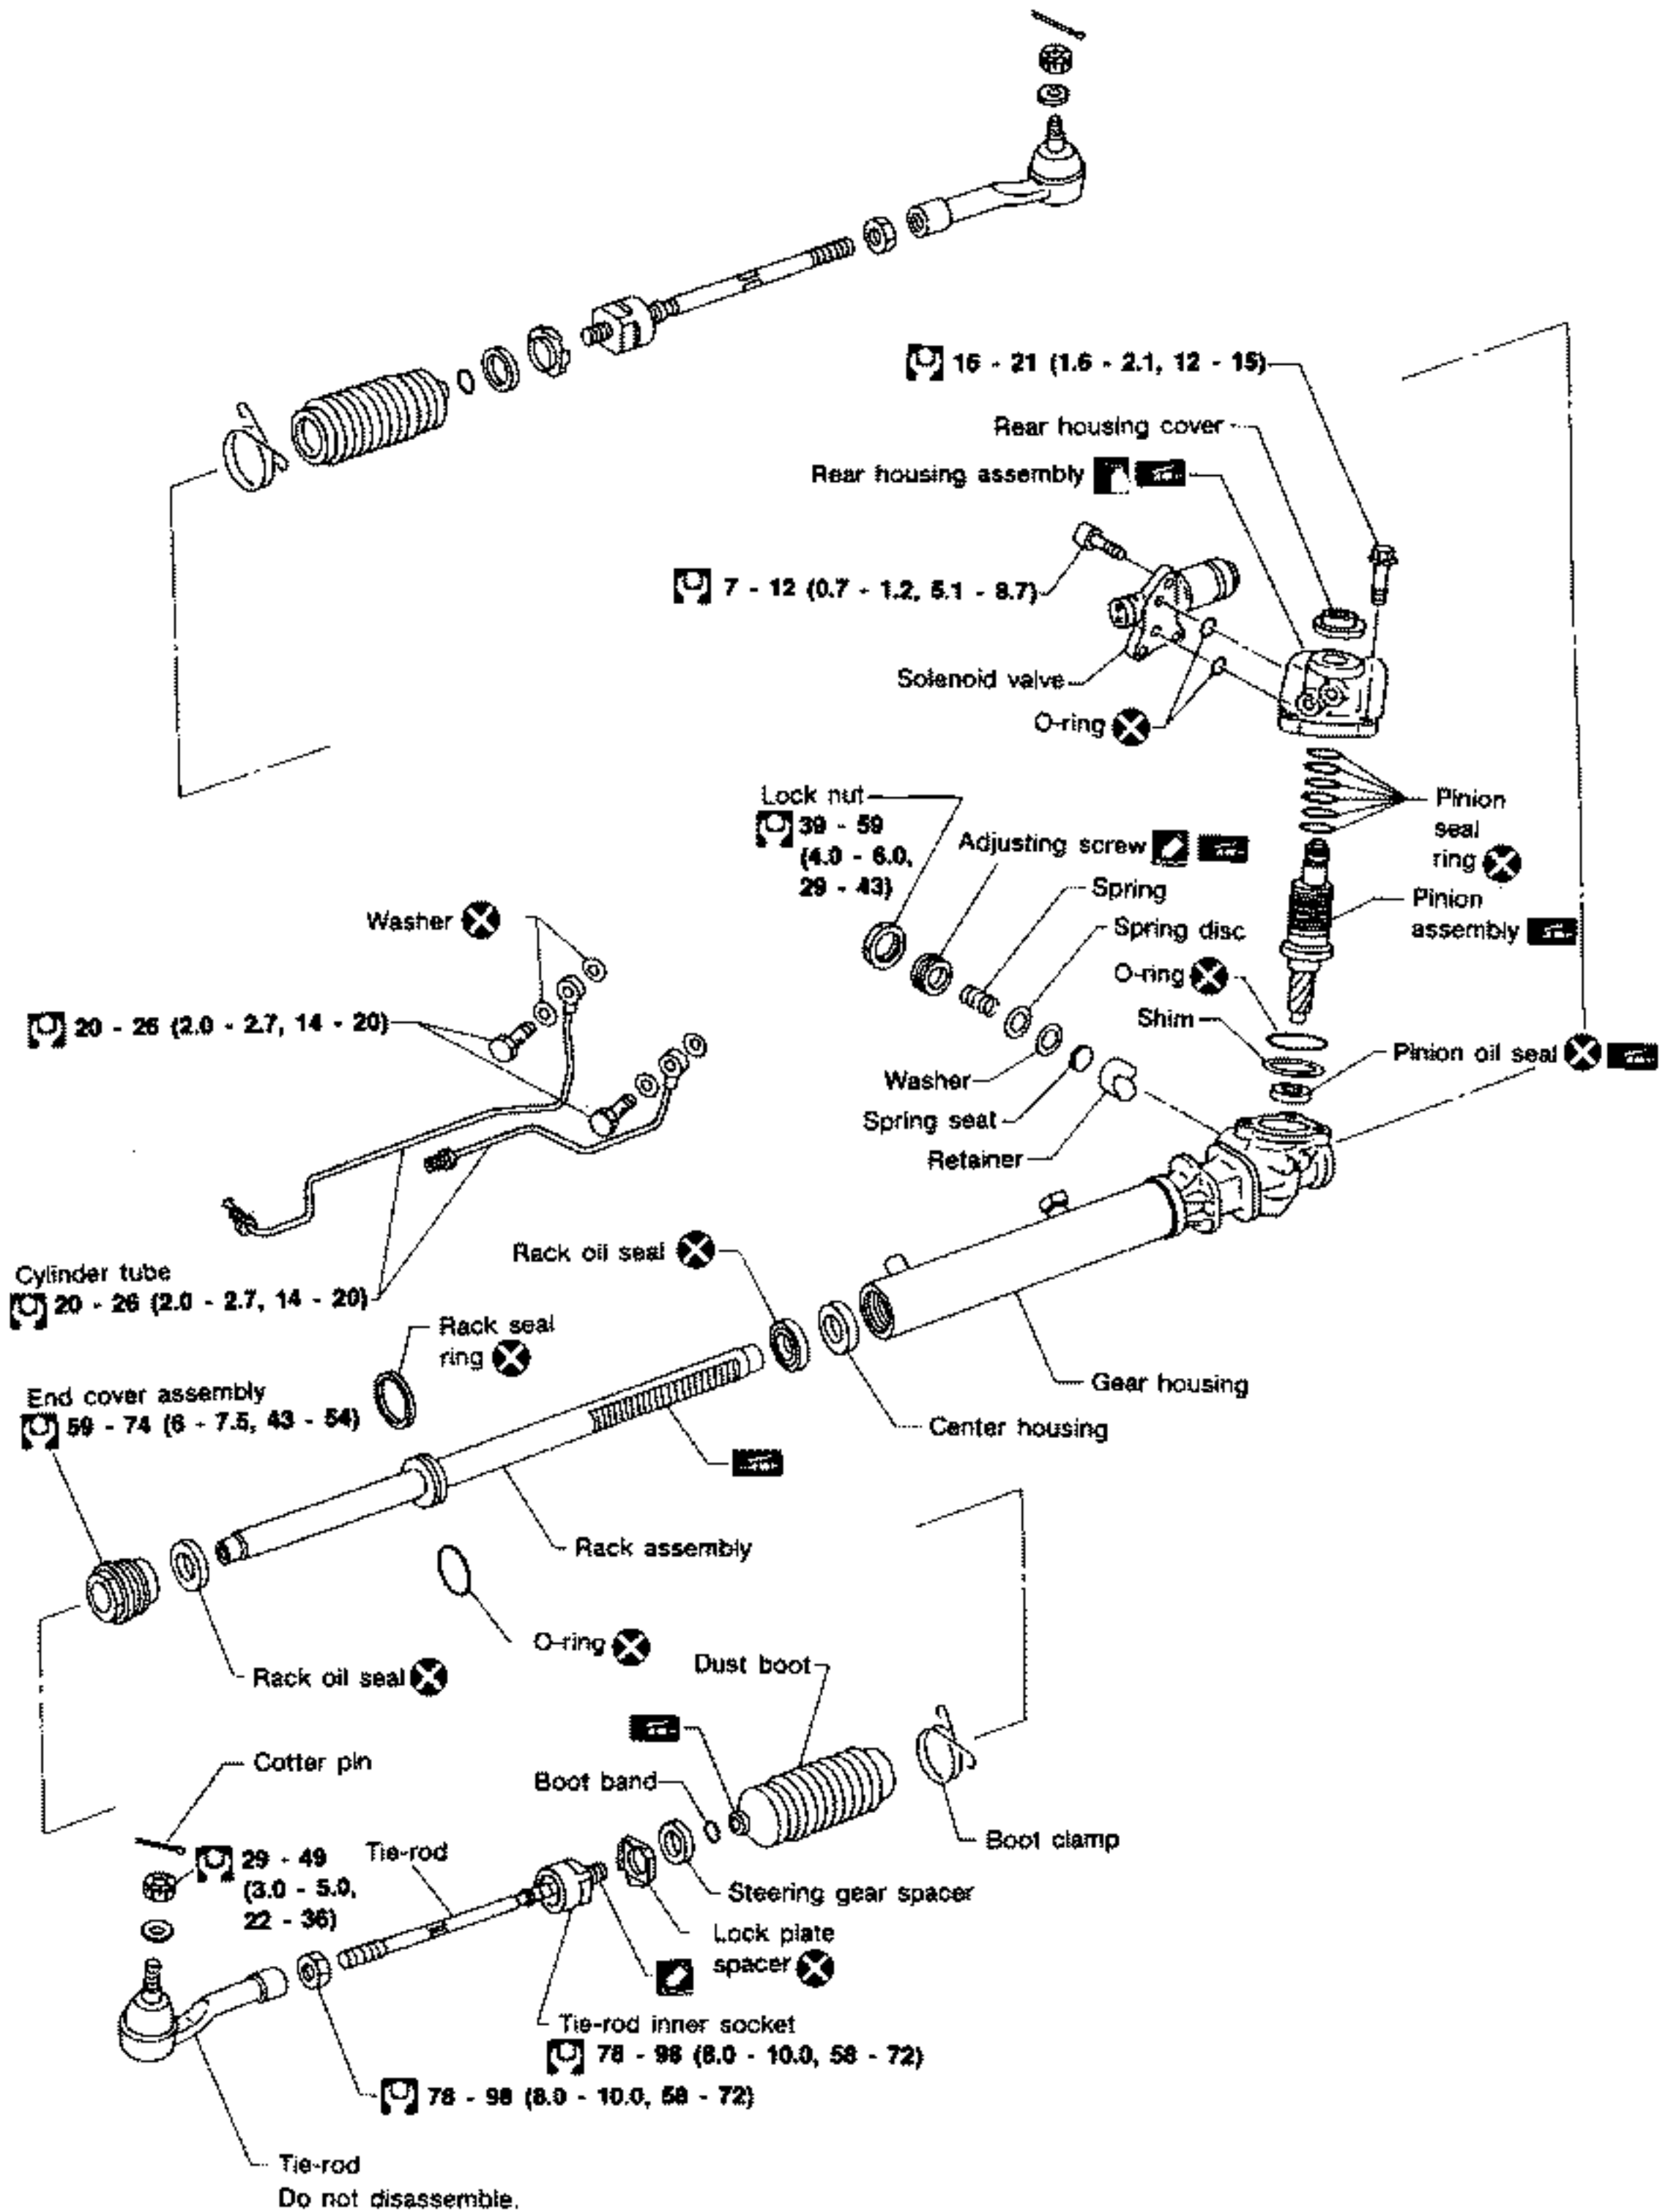 16 - 21 (1.6 - 2.1, 12 - 15)
Rear housing cover
Rear housing assembly
7 - 12 (0.7 - 1.2, 5.1 - 8.7)
Solenoid valve
O-ring
Lock nut
39 - 59
(4.0 - 6.0,
29 - 43)
Adjusting screw
Spring
Spring disc
Pinion
seal
ring
Pinion
assembly
O-ring
Shim
Pinion oil seal
Washer
20 - 26 (2.0 - 2.7, 14 - 20)
Washer
Spring seat
Retainer
Cylinder tube
20 - 26 (2.0 - 2.7, 14 - 20)
Rack oil seal
Rack seal
ring
End cover assembly
59 - 74 (6 - 7.5, 43 - 54)
Gear housing
Center housing
Rack assembly
O-ring
Rack oil seal
Dust boot
Cotter pin
Boot band
Boot clamp
29 - 49
(3.0 - 5.0,
22 - 36)
Tie-rod
Steering gear spacer
Lock plate
spacer
Tie-rod inner socket
78 - 98 (8.0 - 10.0, 58 - 72)
78 - 98 (8.0 - 10.0, 58 - 72)
Tie-rod
Do not disassemble.